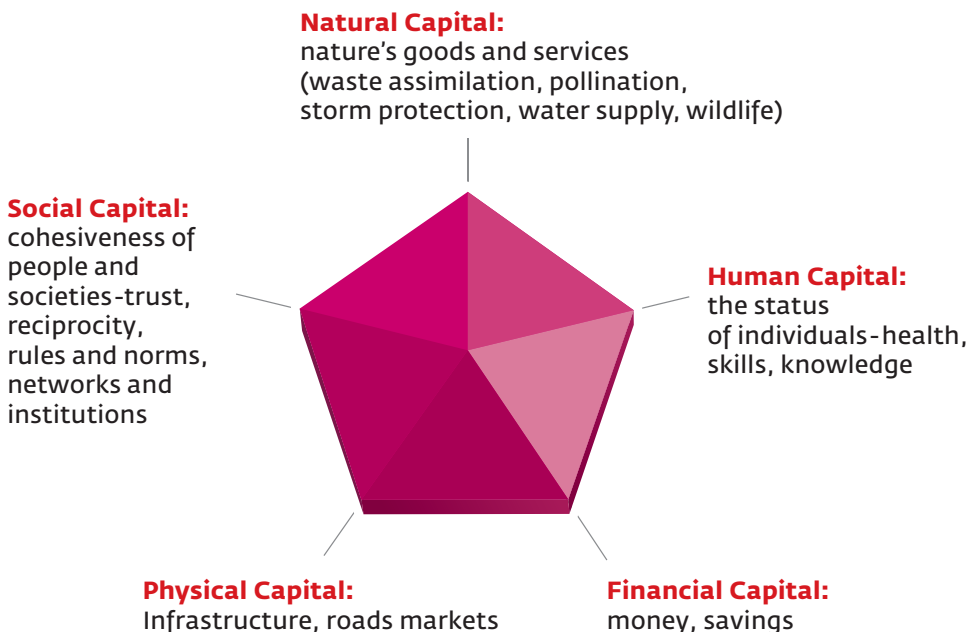 Natural Capital:
nature's goods and services
(waste assimilation, pollination,
storm protection, water supply, wildlife)
Social Capital:
cohesiveness of
people and
societies-trust,
reciprocity,
rules and norms,
networks and
institutions
Human Capital:
the status
of individuals-health,
skills, knowledge
Physical Capital:
Infrastructure, roads markets
Financial Capital:
money, savings